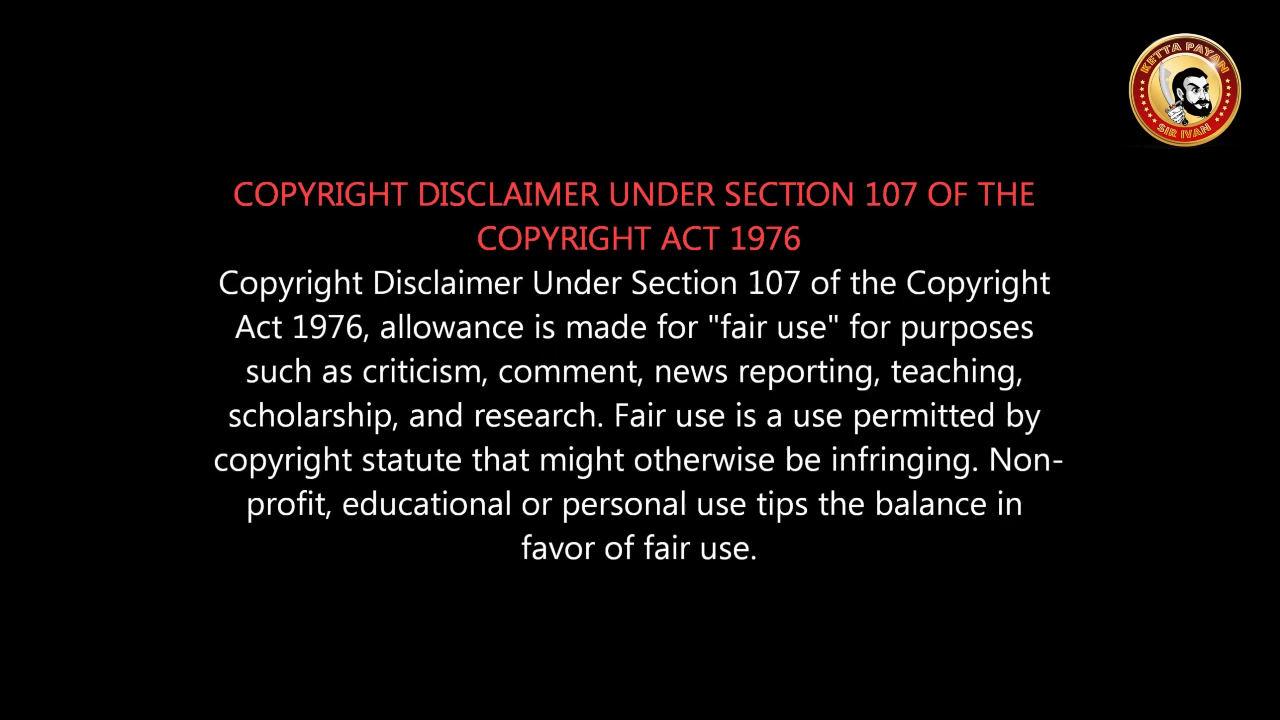 KETTA PAYAN
SIR IVAN
COPYRIGHT DISCLAIMER UNDER SECTION 107 OF THE
COPYRIGHT ACT 1976
Copyright Disclaimer Under Section 107 of the Copyright
Act 1976, allowance is made for "fair use" for purposes
such as criticism, comment, news reporting, teaching,
scholarship, and research. Fair use is a use permitted by
copyright statute that might otherwise be infringing. Non-
profit, educational or personal use tips the balance in
favor of fair use.